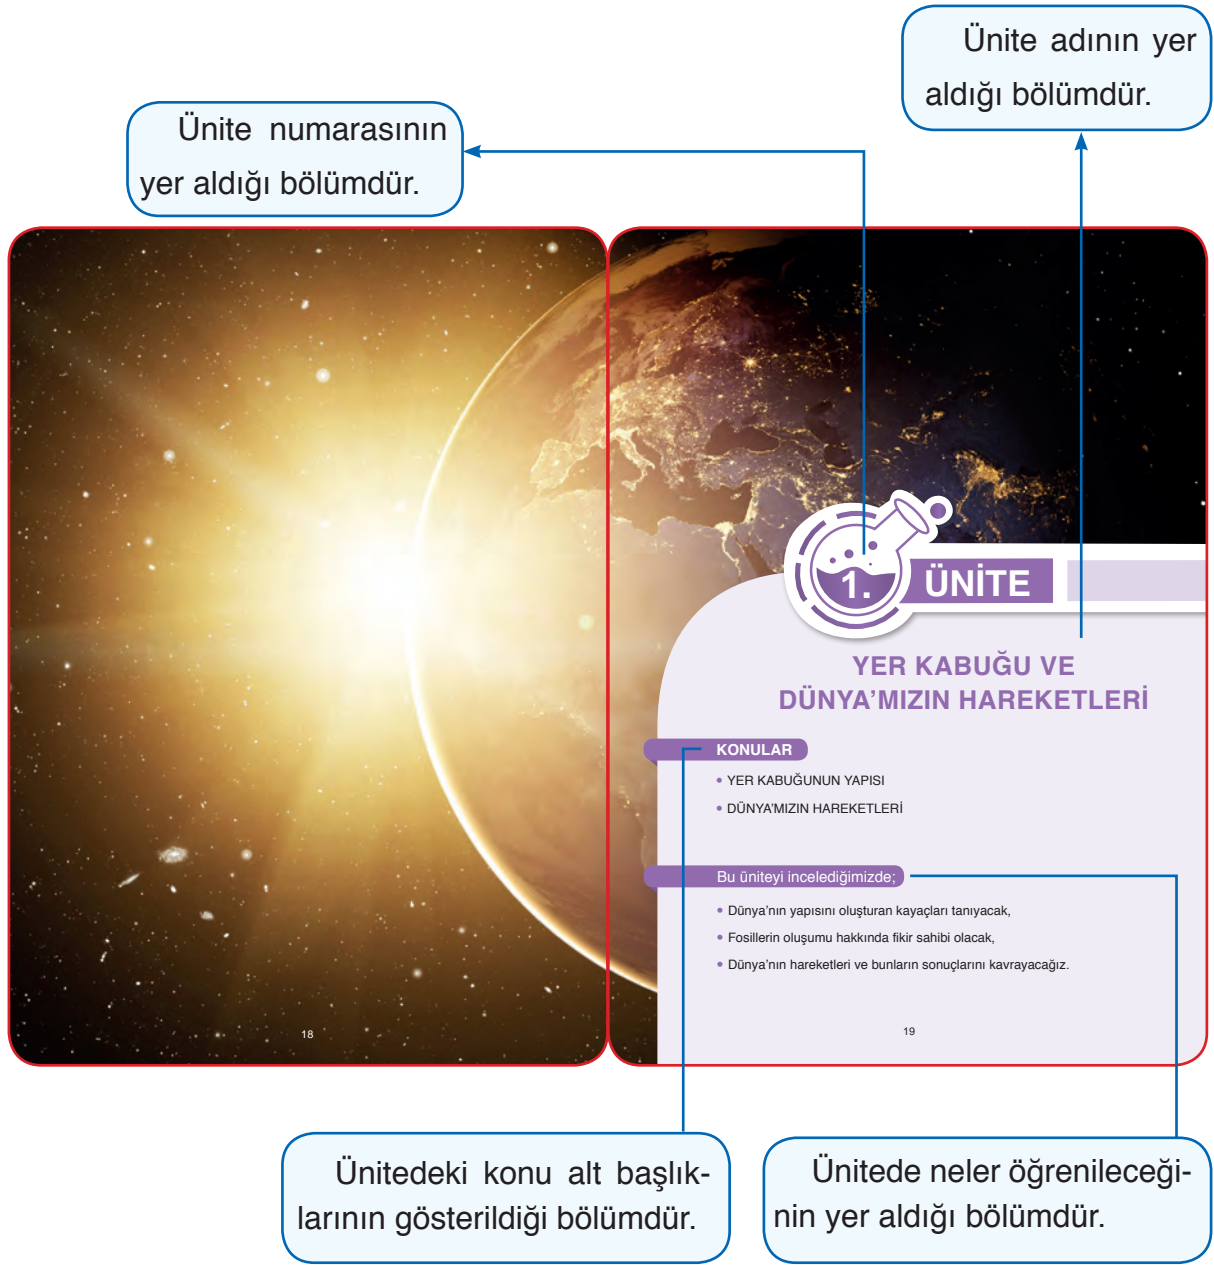 Ünite adının yer
aldığı bölümdür.
Ünite numarasının
yer aldığı bölümdür.
1. ÜNİTE
YER KABUĞU VE
DÜNYA’MIZIN HAREKETLERİ
KONULAR
• YER KABUĞUNUN YAPISI
• DÜNYA’MIZIN HAREKETLERİ
Bu üniteyi incelediğimizde;
• Dünya’nın yapısını oluşturan kayaçları tanıyacak,
• Fosillerin oluşumu hakkında fikir sahibi olacak,
• Dünya’nın hareketleri ve bunların sonuçlarını kavrayacağız.
18
19
Ünitedeki konu alt başlık-
larının gösterildiği bölümdür.
Ünitede neler öğrenileceği-
nin yer aldığı bölümdür.